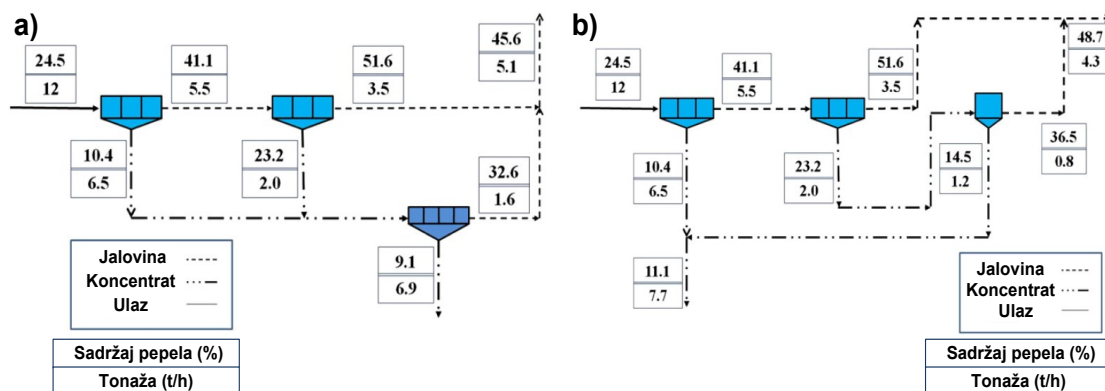 a)
24.5
12
41.1
5.5
51.6
3.5
45.6
5.1
10.4
6.5
23.2
2.0
32.6
1.6
9.1
6.9
Jalovina
Koncentrat
Ulaz
Sadržaj pepela (%)
Tonaža (t/h)
b)
24.5
12
41.1
5.5
51.6
3.5
48.7
4.3
10.4
6.5
23.2
2.0
14.5
1.2
36.5
0.8
11.1
7.7
Jalovina
Koncentrat
Ulaz
Sadržaj pepela (%)
Tonaža (t/h)